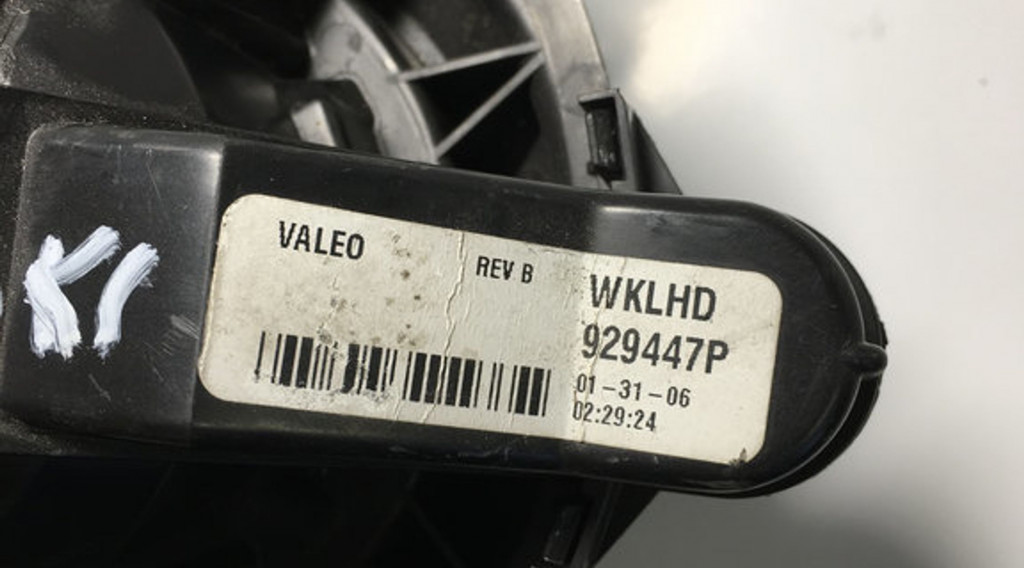 VALEO
REV B
WKLHD
929447P
01-31-06
02:29:24